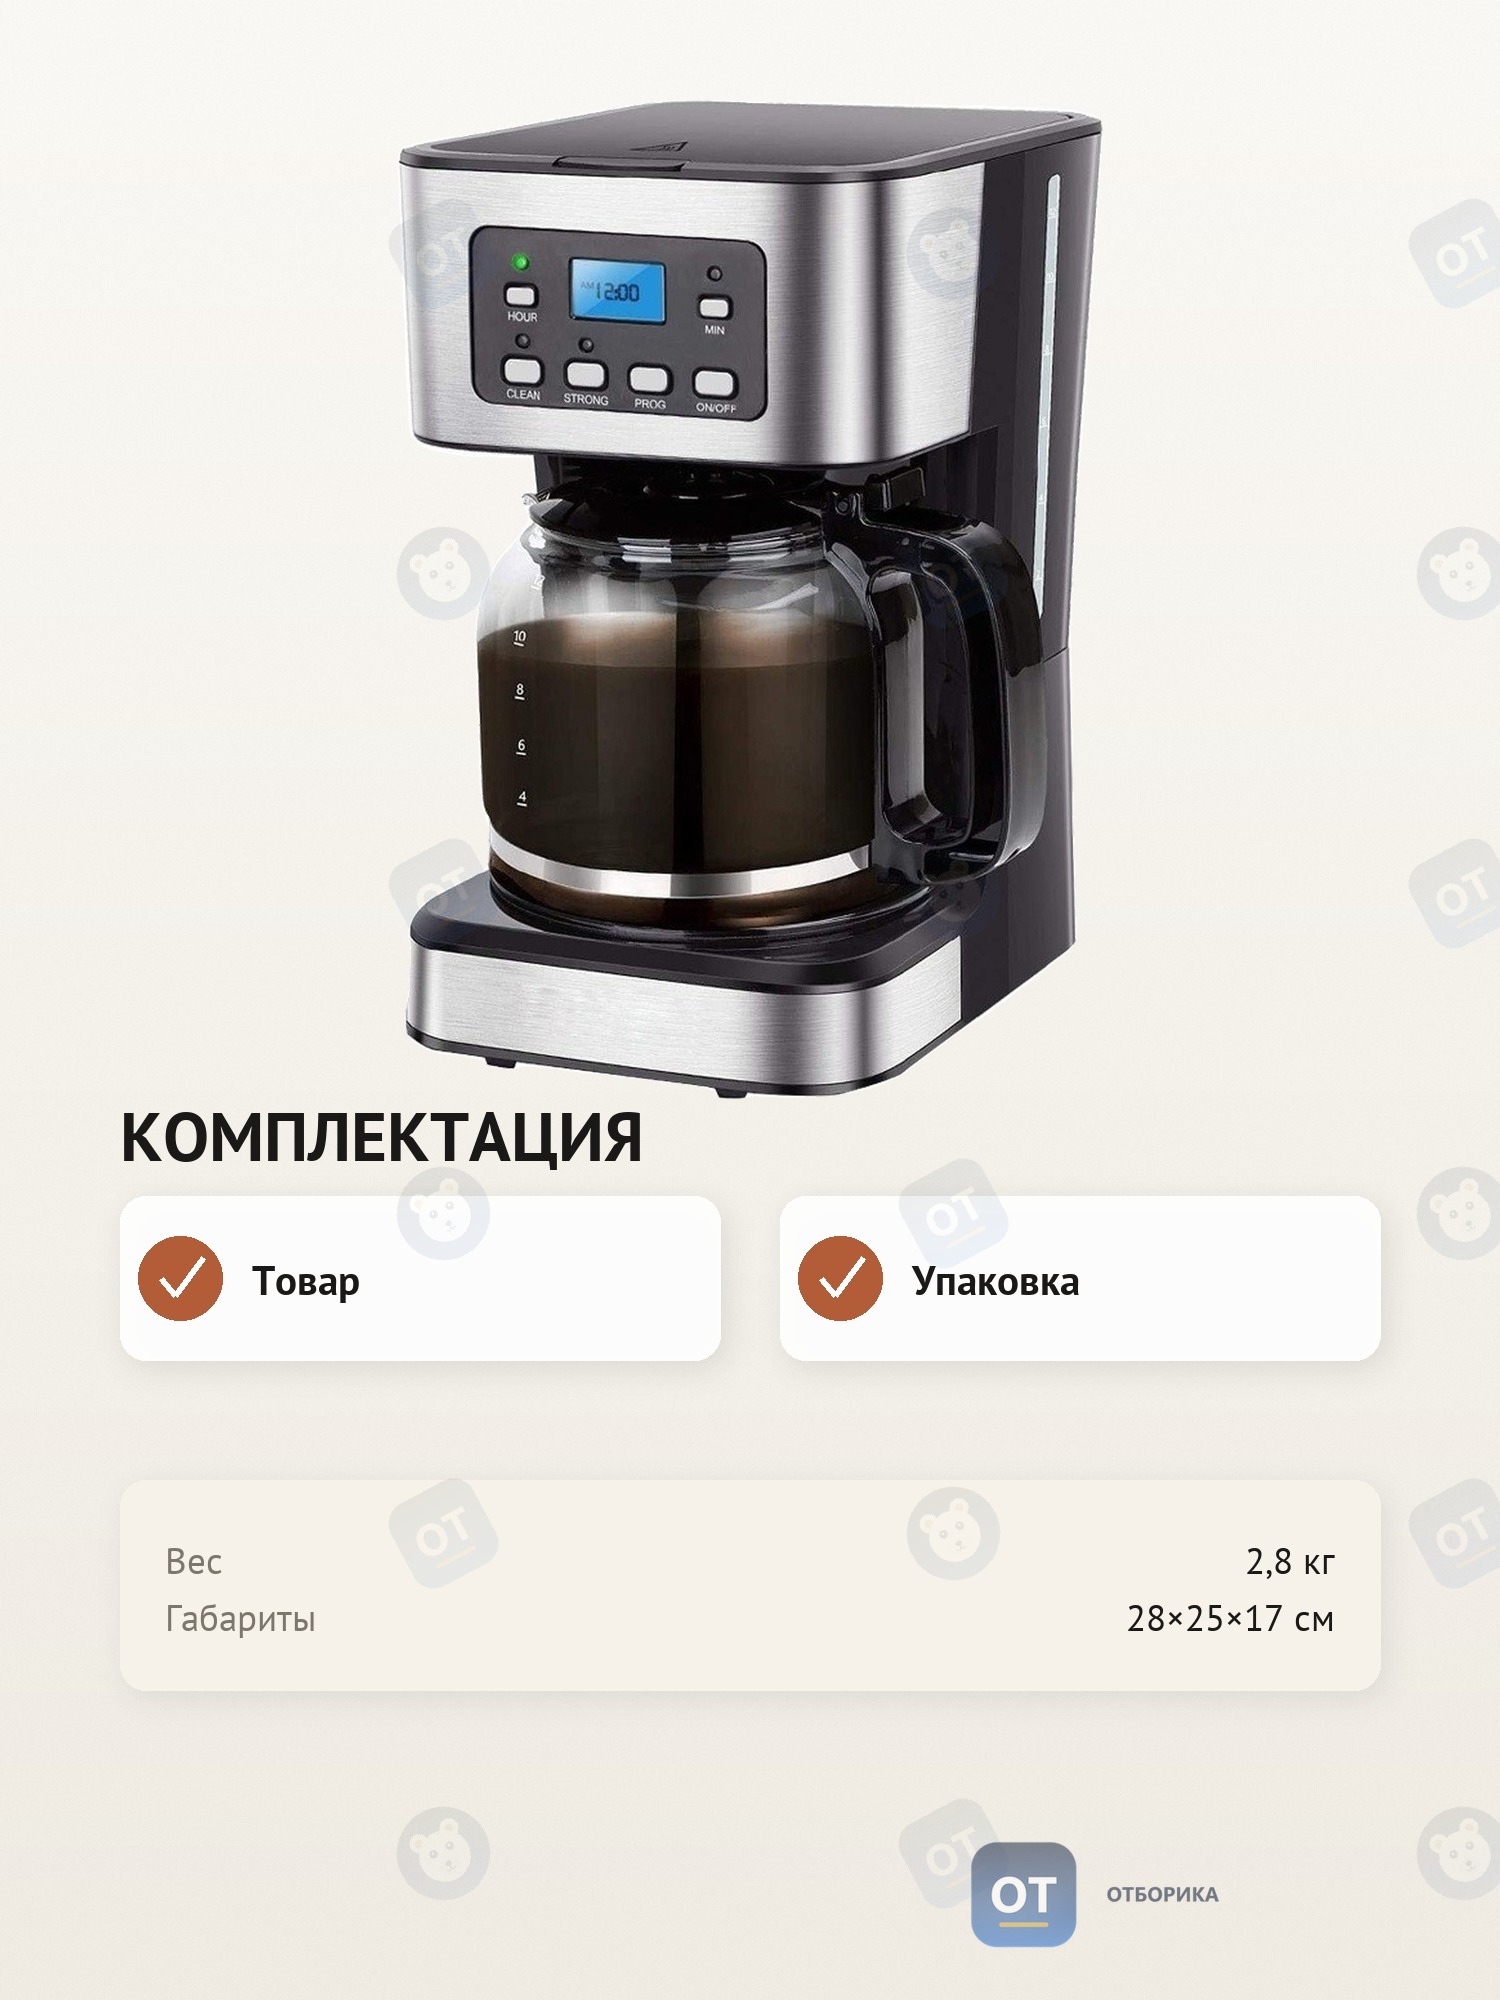 AM 12:00
HOUR
MIN
CLEAN STRONG PROG ON/OFF
10
8
6
4
КОМПЛЕКТАЦИЯ
Товар
Упаковка
Вес 2,8 кг
Габариты 28×25×17 см
ОТ ОТБОРИКА